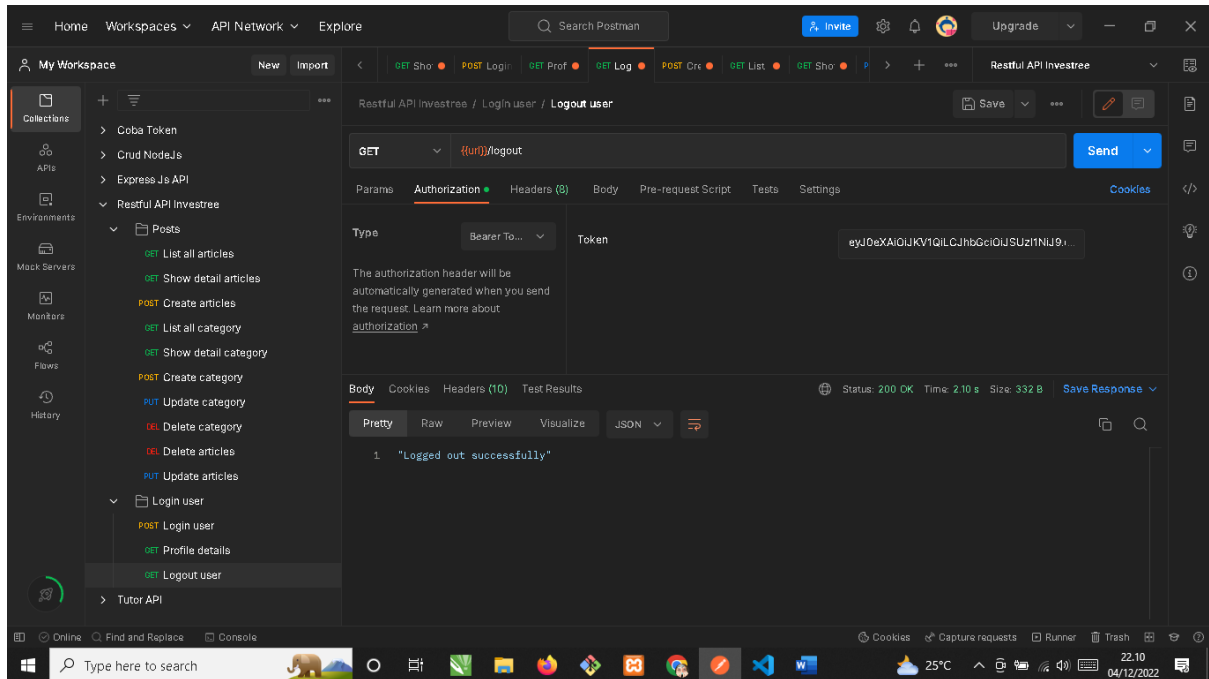 Home Workspaces API Network Explore Search Postman Invite Upgrade
My Workspace New Import GET Sho POST Login GET Prof GET Log POST Cre GET List GET Sho P Restful API Investree
Collections
APIs
Environments
Mock Servers
Monitors
Flows
History
Coba Token
Crud NodeJs
Express Js API
Restful API Investree
Posts
GET List all articles
GET Show detail articles
POST Create articles
GET List all category
GET Show detail category
POST Create category
PUT Update category
DEL Delete category
DEL Delete articles
PUT Update articles
Login user
POST Login user
GET Profile details
GET Logout user
Tutor API
Restful API Investree / Login user / Logout user Save
GET {{url}}/logout Send
Params Authorization Headers (8) Body Pre-request Script Tests Settings Cookies
Type Bearer To... Token eyJ0eXAiOiJKV1QiLCJhbGciOiJSUzI1NiJ9.
The authorization header will be
automatically generated when you send
the request. Learn more about
authorization
Body Cookies Headers (10) Test Results Status: 200 OK Time: 2.10 s Size: 332 B Save Response
Pretty Raw Preview Visualize JSON
1 "Logged out successfully"
Online Find and Replace Console Cookies Capture requests Runner Trash
Type here to search 25°C 22.10
04/12/2022